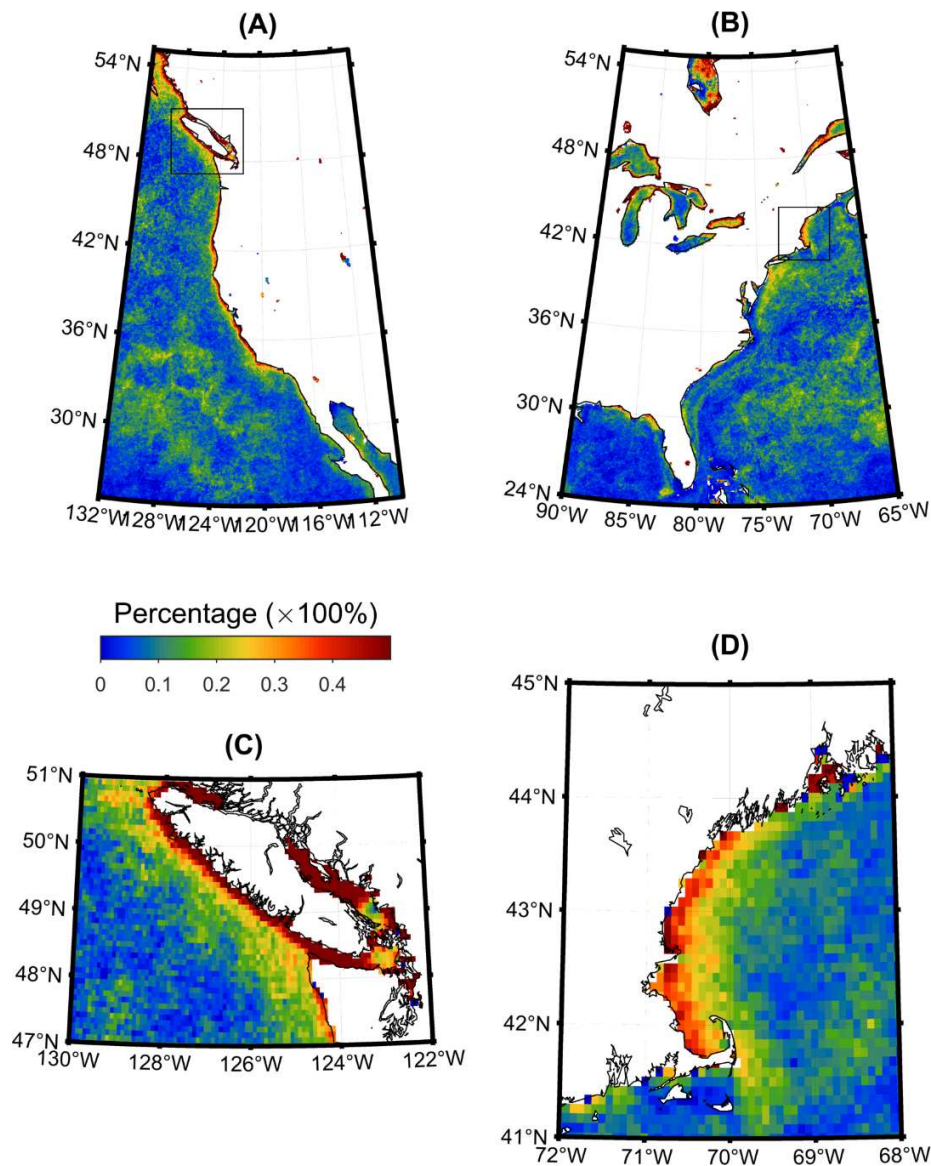 (A)
54°N
48°N
42°N
36°N
30°N
132°W 128°W 124°W 120°W 116°W 112°W
(B)
54°N
48°N
42°N
36°N
30°N
24°N
90°W 85°W 80°W 75°W 70°W 65°W
Percentage (×100%)
0 0.1 0.2 0.3 0.4
(C)
51°N
50°N
49°N
48°N
47°N
130°W 128°W 126°W 124°W 122°W
(D)
45°N
44°N
43°N
42°N
41°N
72°W 71°W 70°W 69°W 68°W